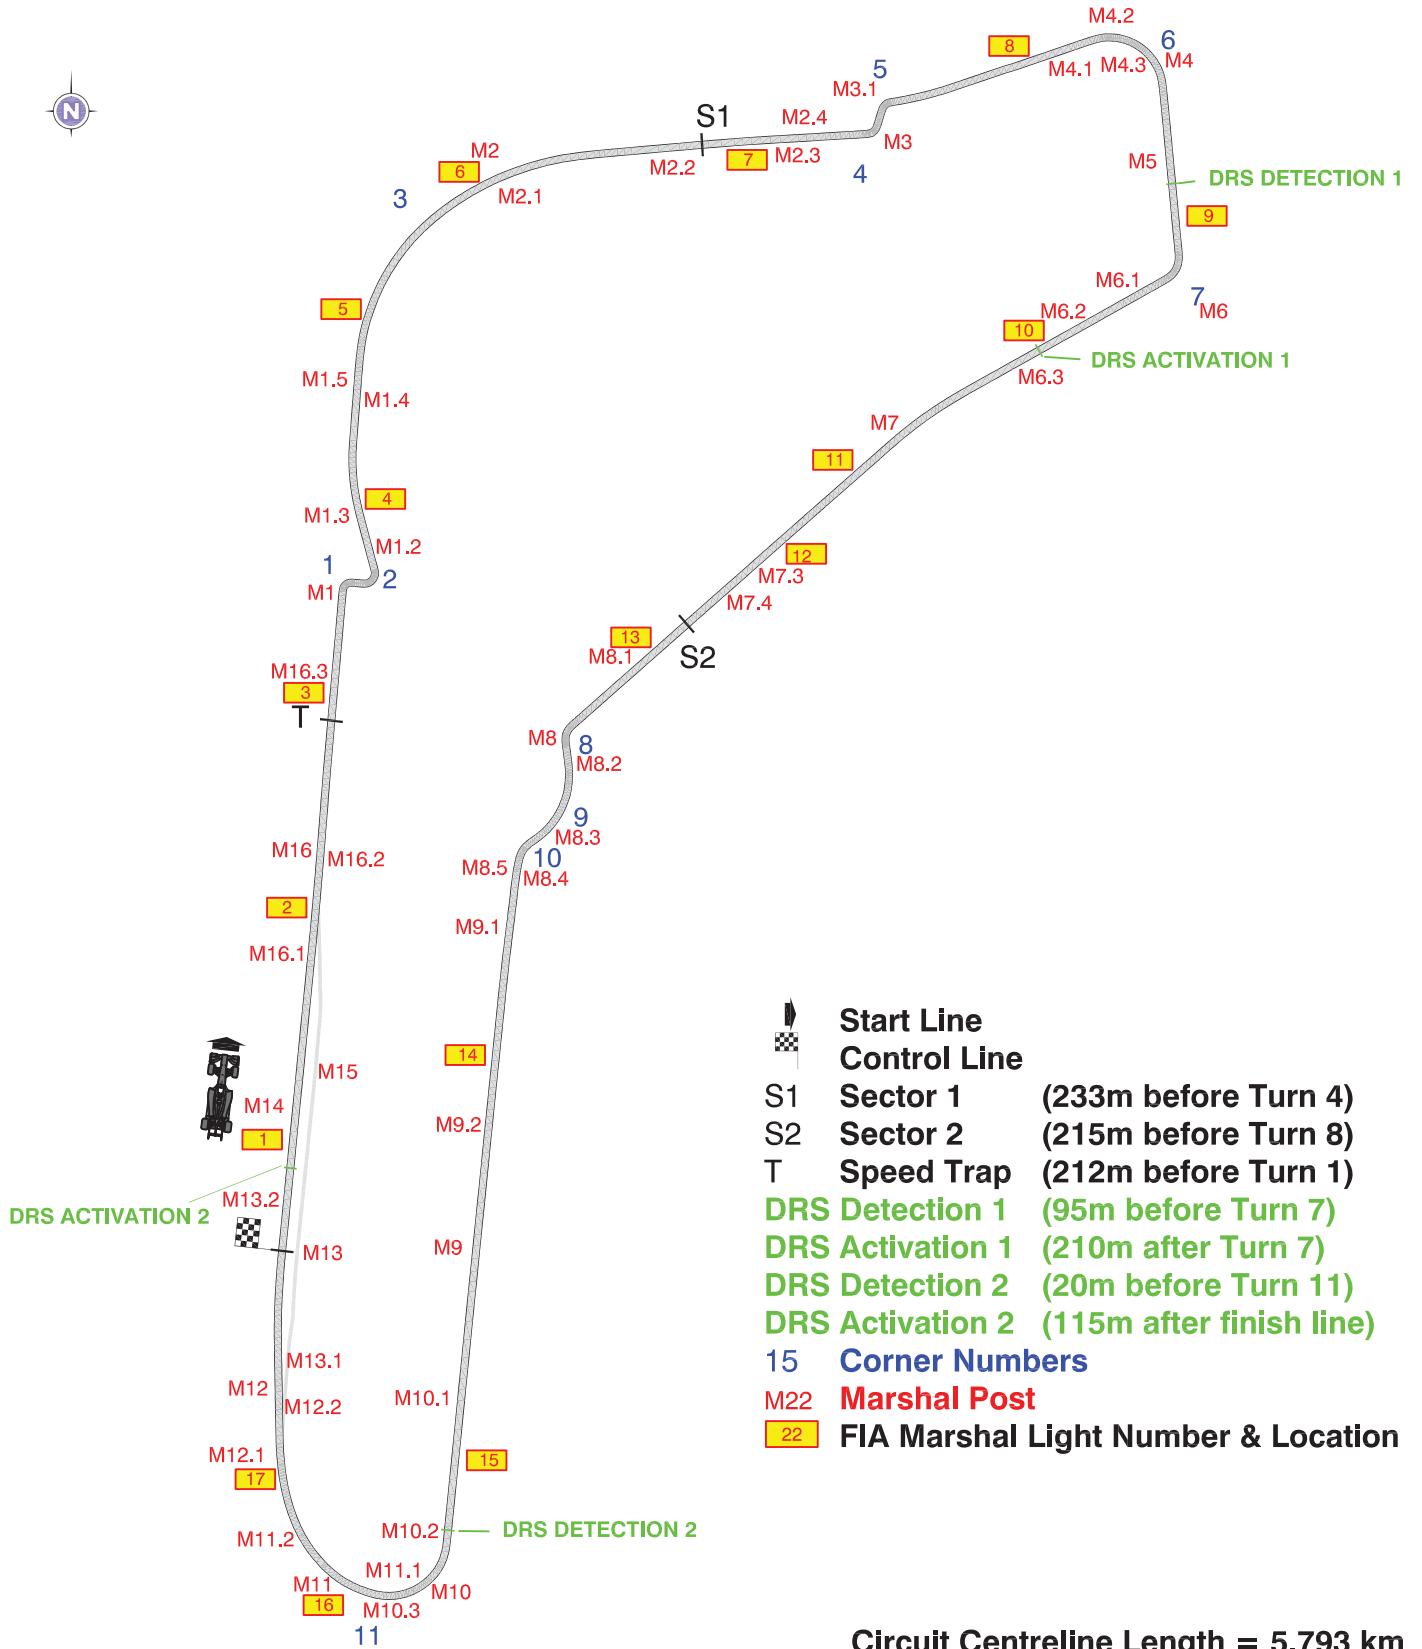 M4.2
8
6
5
M4.1
M4.3
M4
M3.1
N
S1
M2.4
M3
M2
6
M2.2
7
M2.3
4
M5
DRS DETECTION 1
3
M2.1
9
M6.1
7
M6
5
M6.2
10
DRS ACTIVATION 1
M6.3
M1.5
M1.4
M7
11
4
M1.3
M1.2
12
M7.3
1
2
M1
M7.4
13
M8.1
S2
M16.3
3
T
M8
8
M8.2
9
M8.3
M16
M16.2
10
M8.5
M8.4
2
M9.1
M16.1
Start Line
Control Line
14
M15
S1 Sector 1 (233m before Turn 4)
M14
M9.2
S2 Sector 2 (215m before Turn 8)
1
T Speed Trap (212m before Turn 1)
M13.2
DRS ACTIVATION 2
DRS Detection 1 (95m before Turn 7)
M13
M9
DRS Activation 1 (210m after Turn 7)
DRS Detection 2 (20m before Turn 11)
DRS Activation 2 (115m after finish line)
M13.1
15 Corner Numbers
M12
M12.2
M10.1
M22 Marshal Post
22 FIA Marshal Light Number & Location
M12.1
17
15
M11.2
M10.2
DRS DETECTION 2
M11.1
M11
M10
16
M10.3
11
Circuit Centreline Length = 5.793 km